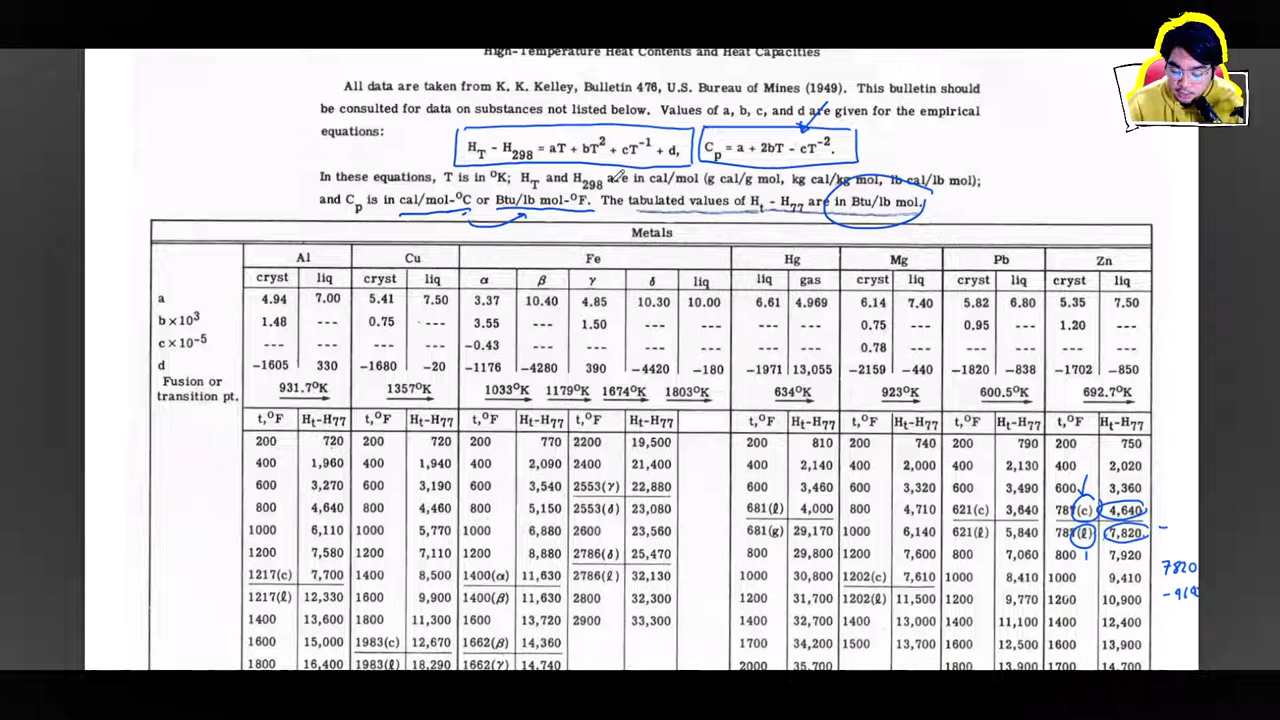 High-Temperature Heat Contents and Heat Capacities
All data are taken from K. K. Kelley, Bulletin 476, U.S. Bureau of Mines (1949). This bulletin should
be consulted for data on substances not listed below. Values of a, b, c, and d are given for the empirical
equations:
H_T - H_298 = aT + bT² + cT⁻¹ + d, C_p = a + 2bT - cT⁻².
In these equations, T is in °K; H_T and H_298 are in cal/mol (g cal/g mol, kg cal/kg mol, lb cal/lb mol);
and C_p is in cal/mol-°C or Btu/lb mol-°F. The tabulated values of H_t - H_77 are in Btu/lb mol.
Metals
Al Cu Fe Hg Mg Pb Zn
cryst liq cryst liq α β γ δ liq liq gas cryst liq cryst liq cryst liq
a 4.94 7.00 5.41 7.50 3.37 10.40 4.85 10.30 10.00 6.61 4.969 6.14 7.40 5.82 6.80 5.35 7.50
b×10³ 1.48 --- 0.75 --- 3.55 --- 1.50 --- --- --- --- 0.75 --- 0.95 --- 1.20 ---
c×10⁻⁵ --- --- --- --- -0.43 --- --- --- --- --- --- 0.78 --- --- --- --- ---
d -1605 330 -1680 -20 -1176 -4280 390 -4420 -180 -1971 13,055 -2159 -440 -1820 -838 -1702 -850
Fusion or
transition pt. 931.7°K 1357°K 1033°K 1179°K 1674°K 1803°K 634°K 923°K 600.5°K 692.7°K
t,°F H_t-H_77 t,°F H_t-H_77 t,°F H_t-H_77 t,°F H_t-H_77 t,°F H_t-H_77 t,°F H_t-H_77 t,°F H_t-H_77 t,°F H_t-H_77
200 720 200 720 200 770 2200 19,500 200 810 200 740 200 790 200 750
400 1,960 400 1,940 400 2,090 2400 21,400 400 2,140 400 2,000 400 2,130 400 2,020
600 3,270 600 3,190 600 3,540 2553(γ) 22,880 600 3,460 600 3,320 600 3,490 600 3,360
800 4,640 800 4,460 800 5,150 2553(δ) 23,080 681(ℓ) 4,000 800 4,710 621(c) 3,640 787(c) 4,640
1000 6,110 1000 5,770 1000 6,880 2600 23,560 681(g) 29,170 1000 6,140 621(ℓ) 5,840 787(ℓ) 7,820
1200 7,580 1200 7,110 1200 8,880 2786(δ) 25,470 800 29,800 1200 7,600 800 7,060 800 7,920
1217(c) 7,700 1400 8,500 1400(α) 11,630 2786(ℓ) 32,130 1000 30,800 1202(c) 7,610 1000 8,410 1000 9,410
1217(ℓ) 12,330 1600 9,900 1400(β) 11,630 2800 32,300 1200 31,700 1202(ℓ) 11,500 1200 9,770 1200 10,900
1400 13,600 1800 11,300 1600 13,720 2900 33,300 1400 32,700 1400 13,000 1400 11,100 1400 12,400
1600 15,000 1983(c) 12,670 1662(β) 14,360 1700 34,200 1500 13,700 1600 12,500 1600 13,900
1800 16,400 1983(ℓ) 18,290 1662(γ) 14,740 2000 35,700 1800 13,900 1700 14,700
7820